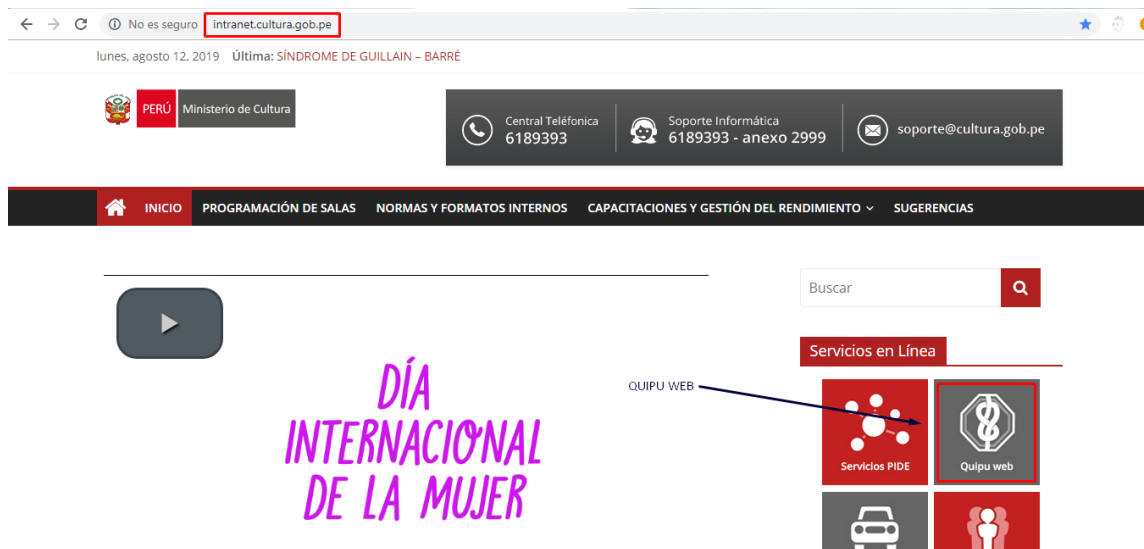 No es seguro intranet.cultura.gob.pe
lunes, agosto 12, 2019 Última: SÍNDROME DE GUILLAIN – BARRÉ
PERÚ Ministerio de Cultura
Central Teléfonica
6189393
Soporte Informática
6189393 - anexo 2999
soporte@cultura.gob.pe
INICIO PROGRAMACIÓN DE SALAS NORMAS Y FORMATOS INTERNOS CAPACITACIONES Y GESTIÓN DEL RENDIMIENTO SUGERENCIAS
Buscar
Servicios en Línea
DÍA
INTERNACIONAL
DE LA MUJER
QUIPU WEB
Servicios PIDE
Quipu web